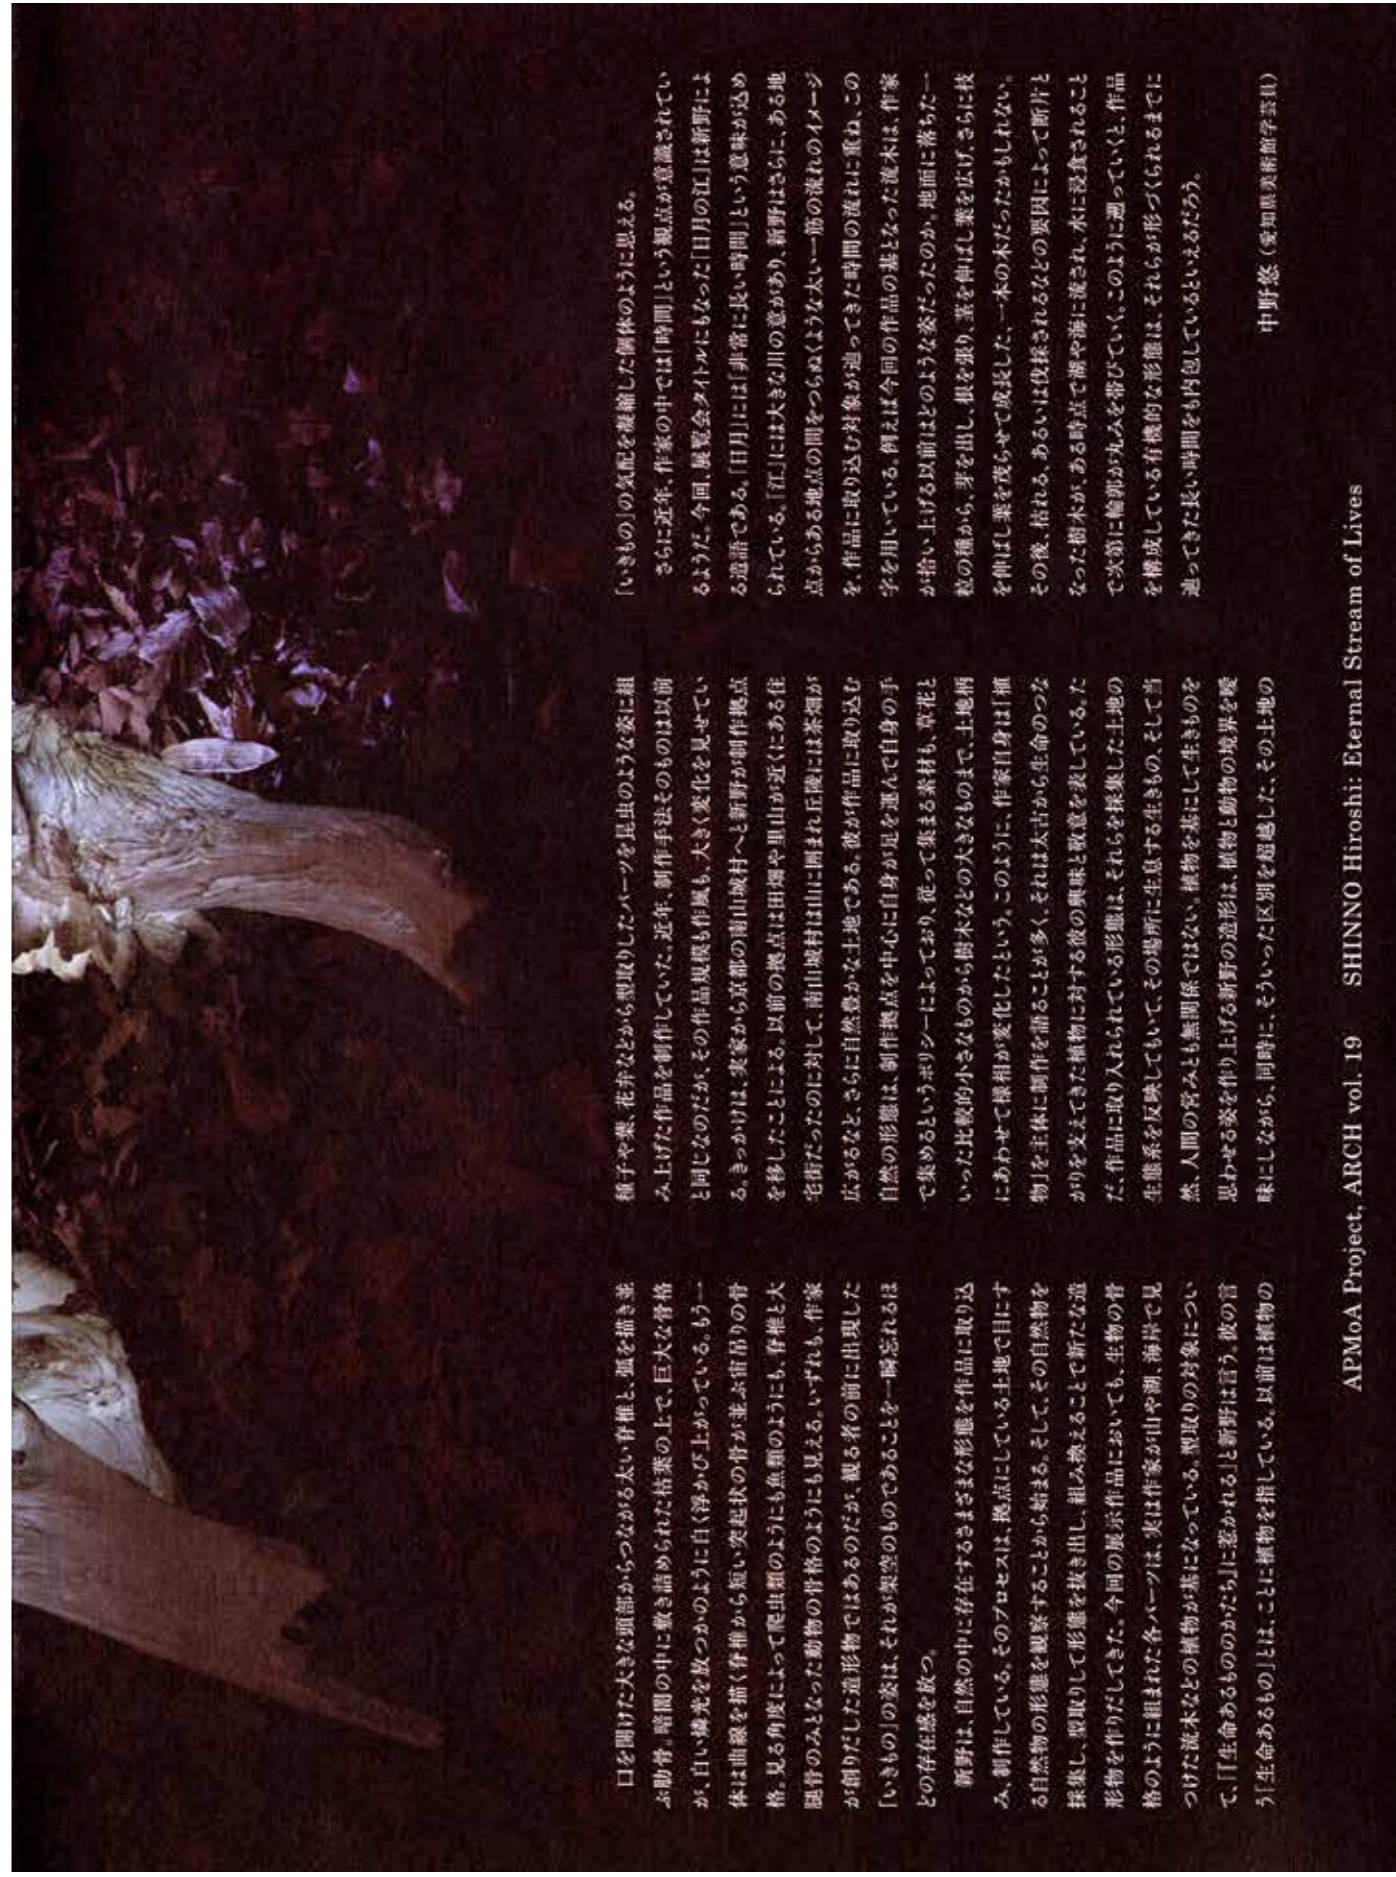 口を開けた大きな頭部からつながる太い脊椎と、弧を描き並
ぶ肋骨。暗闇の中に敷き詰められた枯葉の上で、巨大な骨格
が、白い燐光を放つかのように白く浮かび上がっている。もう一
体は曲線を描く脊椎から短い突起状の骨が並ぶ宙吊りの骨
格。見る角度によって爬虫類のようにも魚類のようにも、脊椎と大
腿骨のみとなった動物の骨格のようにも見える。いずれも、作家
が創りだした造形物ではあるのだが、観る者の前に出現した
「いきもの」の姿は、それが架空のものであることを一瞬忘れるほ
どの存在感を放つ。
新野は、自然の中に存在するさまざまな形態を作品に取り込
み、制作している。そのプロセスは、拠点にしている土地で目にす
る自然物の形態を観察することから始まる。そして、その自然物を
採集し、型取りして形態を抜き出し、組み換えることで新たな造
形物を作りだしてきた。今回の展示作品においても、生物の骨
格のように組まれた各パーツは、実は作家が山や湖、海岸で見
つけた流木などの植物が基になっている。型取りの対象につい
て、「『生命あるもののかたち』に惹かれる」と新野は言う。彼の言
う「生命あるもの」とは、ことに植物を指している。以前は植物の
種子や葉、花弁などから型取りしたパーツを昆虫のような姿に組
み上げた作品を制作していた。近年、制作手法そのものは以前
と同じなのだが、その作品規模も作風も、大きく変化を見せてい
る。きっかけは、実家から京都の南山城村へと新野が制作拠点
を移したことによる。以前の拠点は田畑や里山が近くにある住
宅街だったのに対して、南山城村は山に囲まれ丘陵には茶畑が
広がるなど、さらに自然豊かな土地である。彼が作品に取り込む
自然の形態は、制作拠点を中心に自身が足を運んで自身の手
で集めるというポリシーによっており、従って集まる素材も、草花と
いった比較的小さなものから樹木などの大きなものまで、土地柄
にあわせて様相が変化したという。このように、作家自身は「植
物」を主体に制作を語ることが多く、それは太古から生命のつな
がりを支えてきた植物に対する彼の興味と敬意を表している。た
だ、作品に取り入れられている形態は、それらを採集した土地の
生態系を反映してもいて、その場所に生息する生きもの、そして当
然、人間の営みとも無関係ではない。植物を基にして生きものを
思わせる姿を作り上げる新野の造形は、植物と動物の境界を曖
昧にしながら、同時に、そういった区別を超越した、その土地の
「いきもの」の気配を凝縮した個体のように思える。
さらに近年、作家の中では「時間」という観点が意識されてい
るようだ。今回、展覧会タイトルにもなった「日月の江」は新野によ
る造語である。「日月」には「非常に長い時間」という意味が込め
られている。「江」には大きな川の意があり、新野はさらに、ある地
点からある地点の間をつらぬくような太い一筋の流れのイメージ
を、作品に取り込む対象が辿ってきた時間の流れに重ね、この
字を用いている。例えば今回の作品の基となった流木は、作家
が拾い上げる以前はどのような姿だったのか。地面に落ちた一
粒の種から、芽を出し、根を張り、茎を伸ばし葉を広げ、さらに枝
を伸ばし葉を茂らせて成長した、一本の木だったかもしれない。
その後、枯れる、あるいは伐採されるなどの要因によって断片と
なった樹木が、ある時点で湖や海に流され、水に浸食されること
で次第に輪郭が丸みを帯びていく。このように遡っていくと、作品
を構成している有機的な形態は、それらが形づくられるまでに
辿ってきた長い時間をも内包しているといえるだろう。
中野悠（愛知県美術館学芸員）
APMoA Project, ARCH vol. 19　SHINO Hiroshi: Eternal Stream of Lives